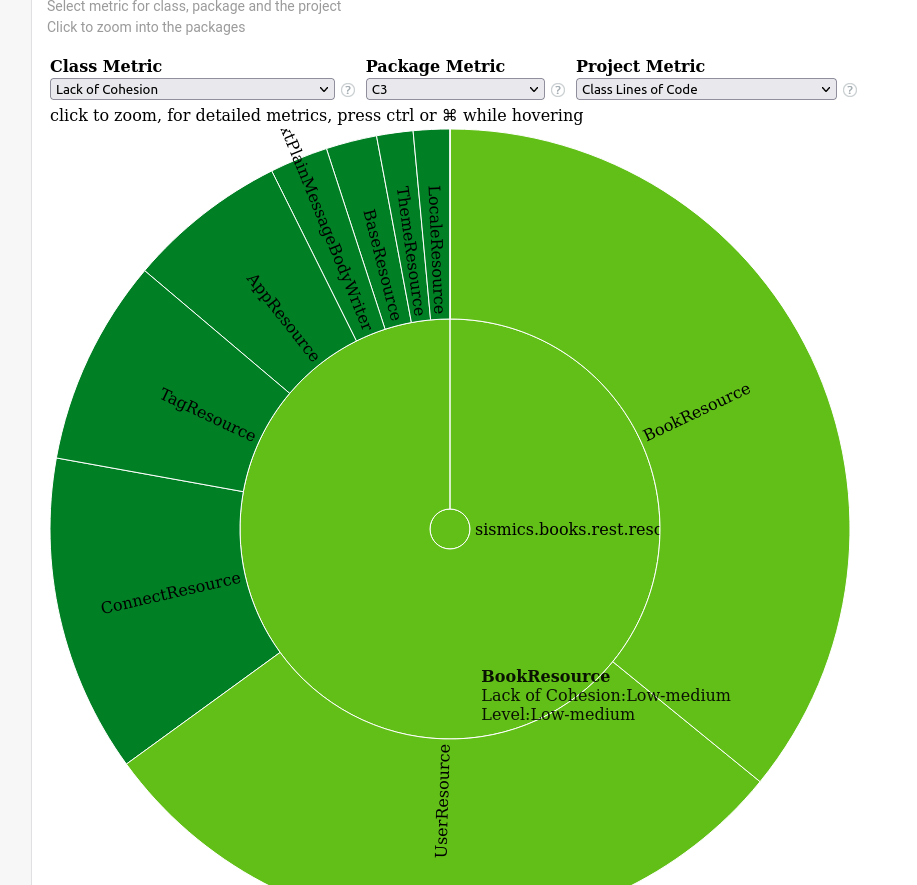 Select metric for class, package and the project
Click to zoom into the packages
Class Metric
Package Metric
Project Metric
Lack of Cohesion
?
C3
?
Class Lines of Code
?
click to zoom, for detailed metrics, press ctrl or ⌘ while hovering
xtPlainMessageBodyWriter
BaseResource
ThemeResource
LocaleResource
AppResource
TagResource
BookResource
sismics.books.rest.reso
ConnectResource
BookResource
Lack of Cohesion:Low-medium
Level:Low-medium
UserResource